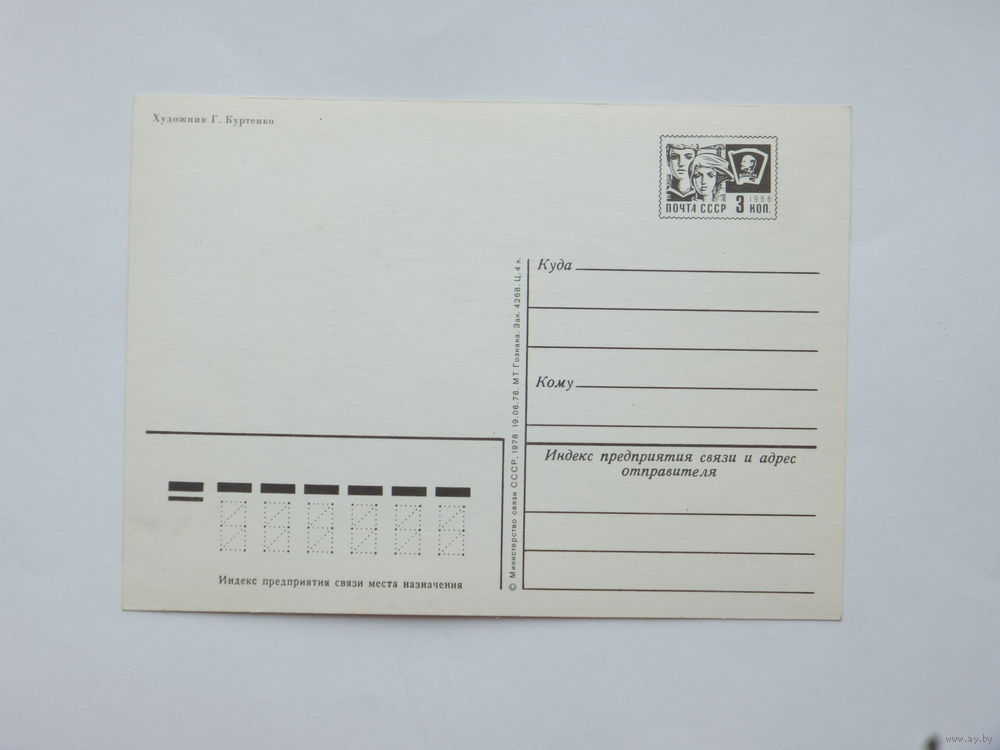 Художник Г. Куртенко
1966
ПОЧТА СССР 3 КОП.
Куда
Кому
Индекс предприятия связи и адрес
отправителя
© Министерство связи СССР, 1978 19.06.78. МТ Гознака. Зак. 4268. Ц. 4 к.
Индекс предприятия связи места назначения
www.ay.by